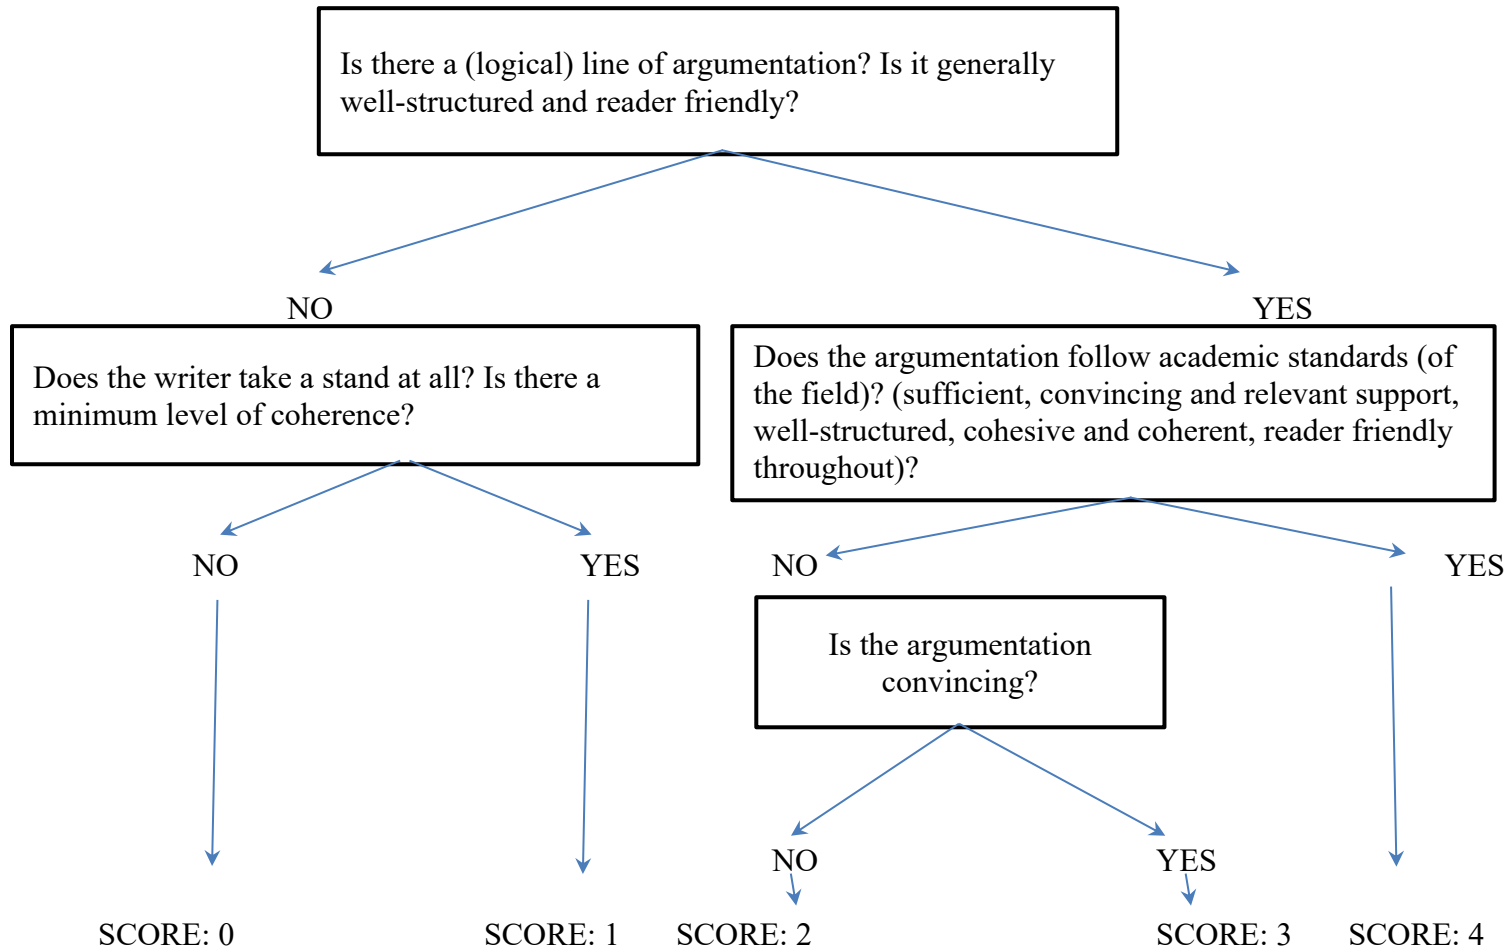 Is there a (logical) line of argumentation? Is it generally
well-structured and reader friendly?
NO
YES
Does the writer take a stand at all? Is there a
minimum level of coherence?
Does the argumentation follow academic standards (of
the field)? (sufficient, convincing and relevant support,
well-structured, cohesive and coherent, reader friendly
throughout)?
NO
YES
NO
YES
Is the argumentation
convincing?
NO
YES
SCORE: 0
SCORE: 1
SCORE: 2
SCORE: 3
SCORE: 4